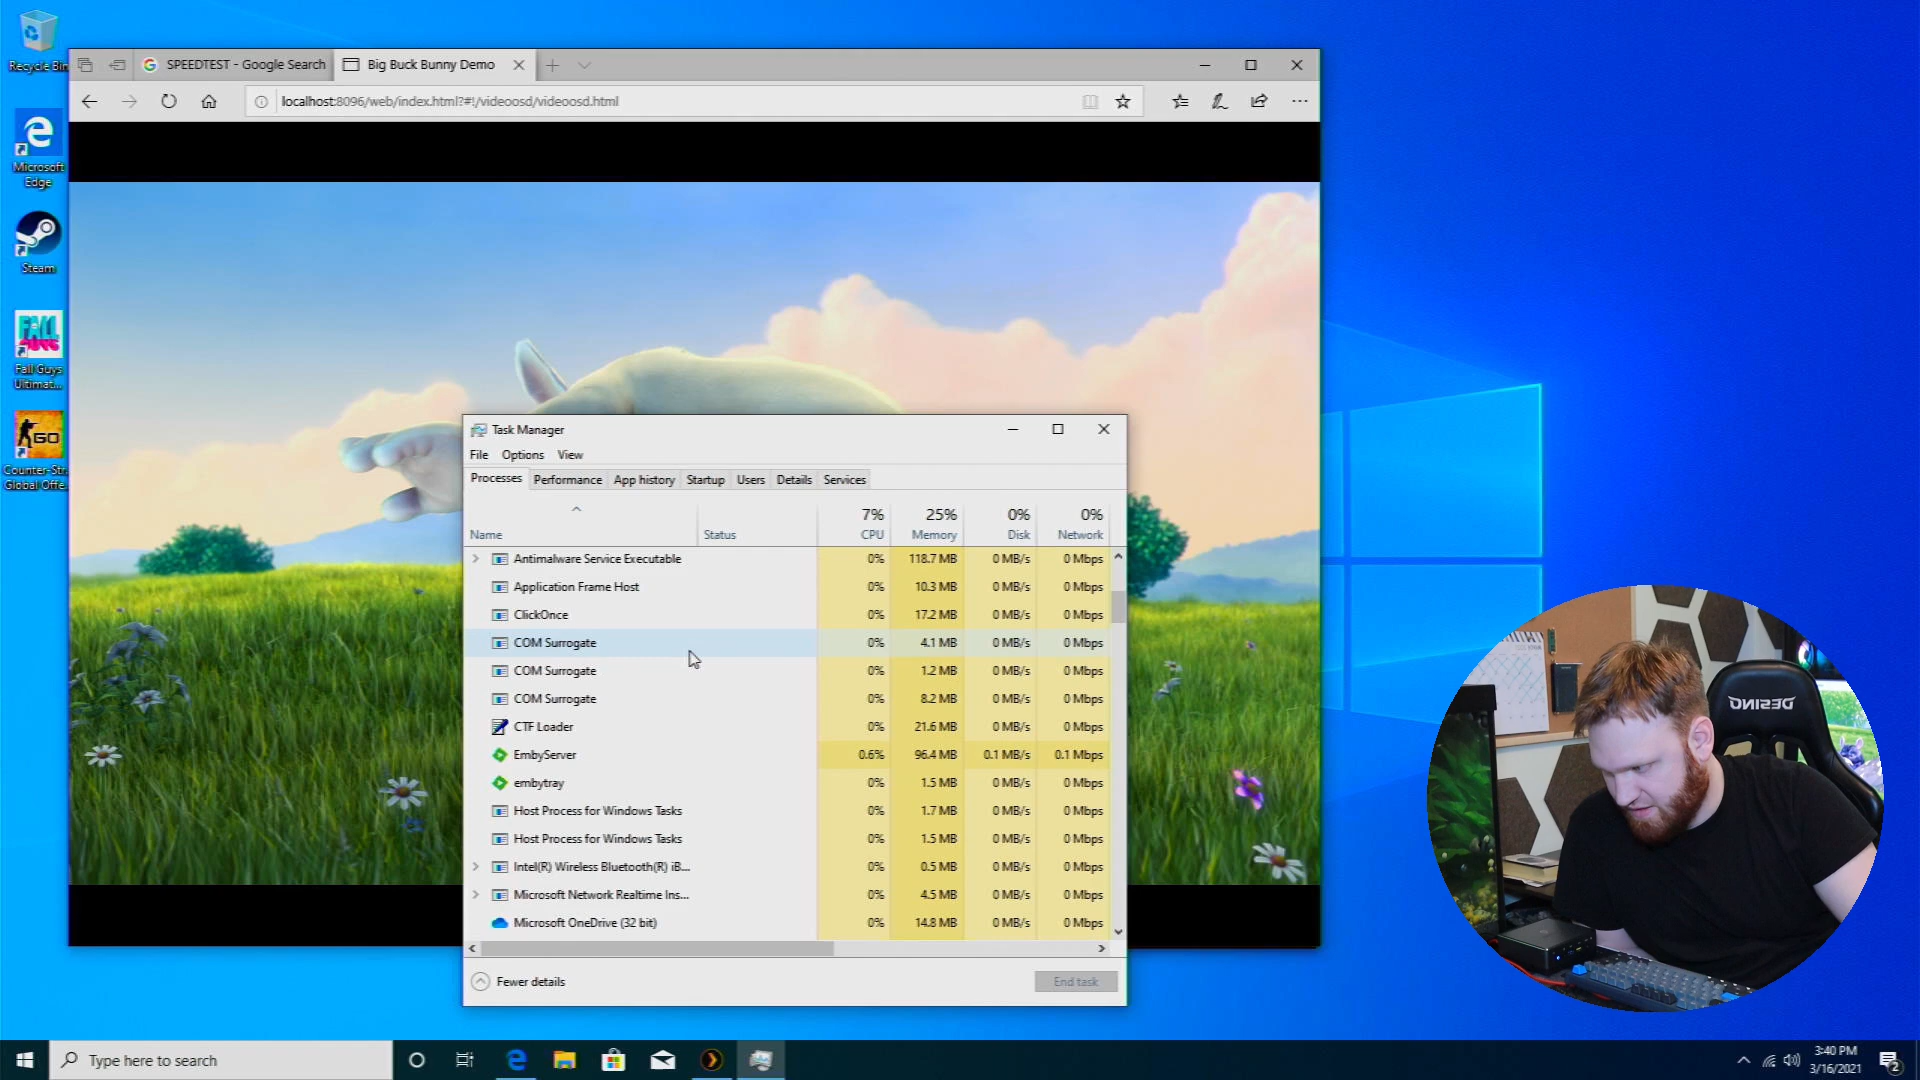 Recycle Bin
Microsoft
Edge
Steam
FALL
GUYS
Fall Guys
Ultimat...
GO
Counter-Str...
Global Offe...
SPEEDTEST - Google Search
Big Buck Bunny Demo
localhost:8096/web/index.html?#!/videoosd/videoosd.html
Task Manager
File Options View
Processes Performance App history Startup Users Details Services
7% 25% 0% 0%
Name Status CPU Memory Disk Network
Antimalware Service Executable 0% 118.7 MB 0 MB/s 0 Mbps
Application Frame Host 0% 10.3 MB 0 MB/s 0 Mbps
ClickOnce 0% 17.2 MB 0 MB/s 0 Mbps
COM Surrogate 0% 4.1 MB 0 MB/s 0 Mbps
COM Surrogate 0% 1.2 MB 0 MB/s 0 Mbps
COM Surrogate 0% 8.2 MB 0 MB/s 0 Mbps
CTF Loader 0% 21.6 MB 0 MB/s 0 Mbps
EmbyServer 0.6% 96.4 MB 0.1 MB/s 0.1 Mbps
embytray 0% 1.5 MB 0 MB/s 0 Mbps
Host Process for Windows Tasks 0% 1.7 MB 0 MB/s 0 Mbps
Host Process for Windows Tasks 0% 1.5 MB 0 MB/s 0 Mbps
Intel(R) Wireless Bluetooth(R) iB... 0% 0.5 MB 0 MB/s 0 Mbps
Microsoft Network Realtime Ins... 0% 4.5 MB 0 MB/s 0 Mbps
Microsoft OneDrive (32 bit) 0% 14.8 MB 0 MB/s 0 Mbps
Fewer details
End task
DESINO
Type here to search
3:40 PM
3/16/2021
2